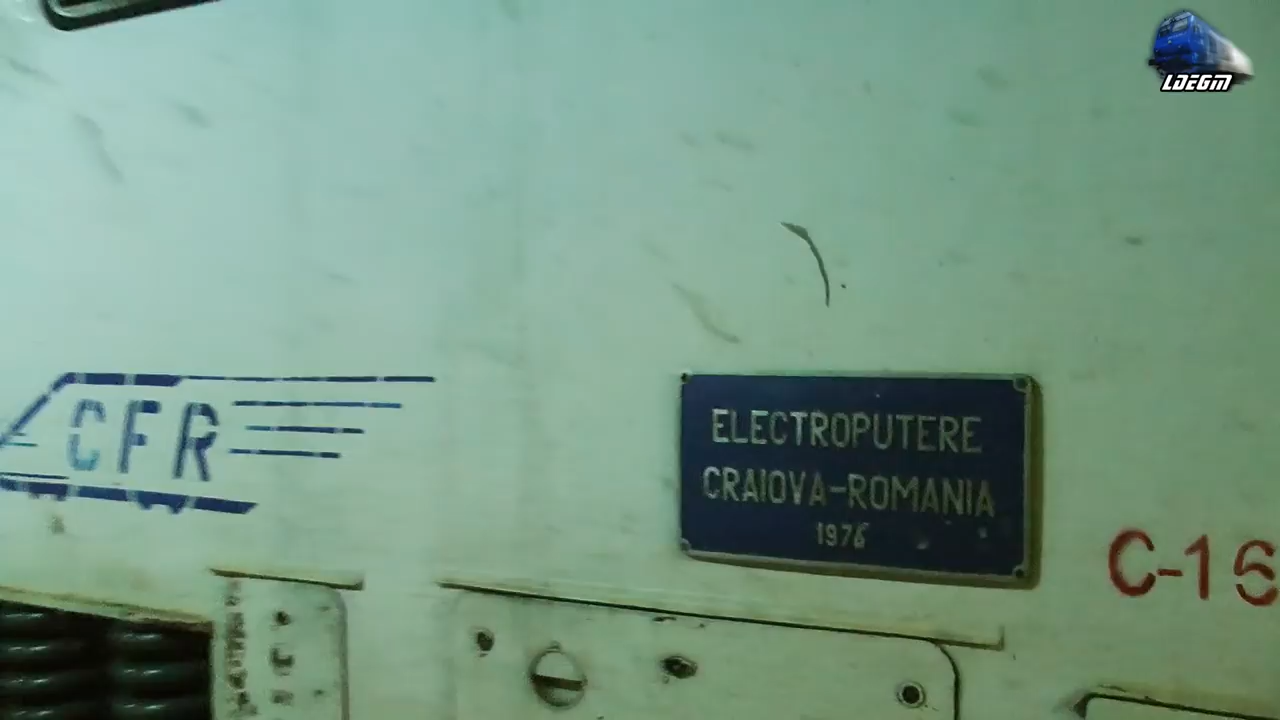 LDEGM
CFR
ELECTROPUTERE
CRAIOVA-ROMANIA
1976
C-16